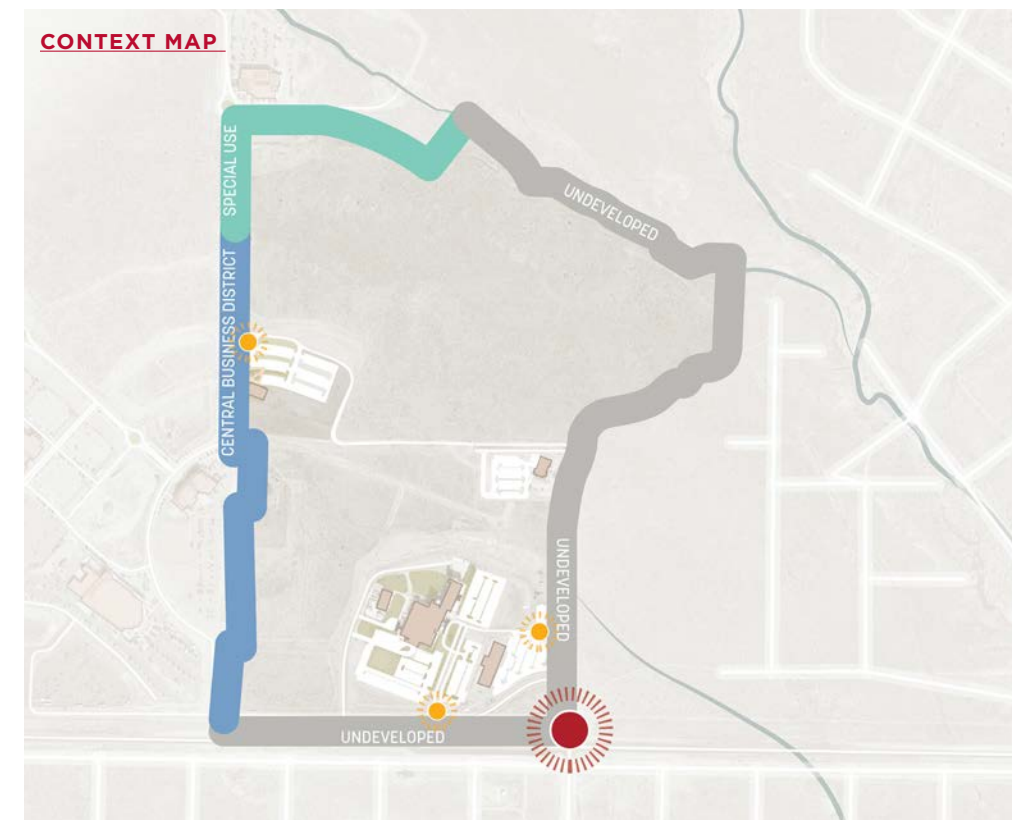 CONTEXT MAP
SPECIAL USE
UNDEVELOPED
CENTRAL BUSINESS DISTRICT
UNDEVELOPED
UNDEVELOPED